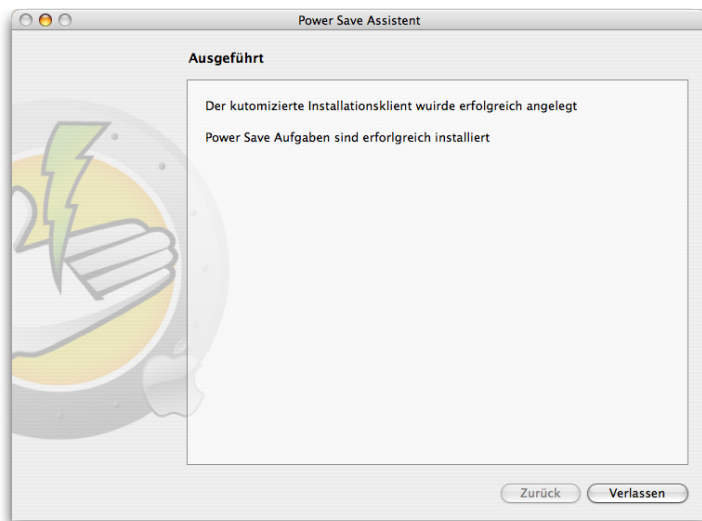 Power Save Assistent
Ausgeführt
Der kutomizierte Installationsklient wuirde erfolgreich angelegt
Power Save Aufgaben sind erforlgreich installiert
Zurück
Verlassen